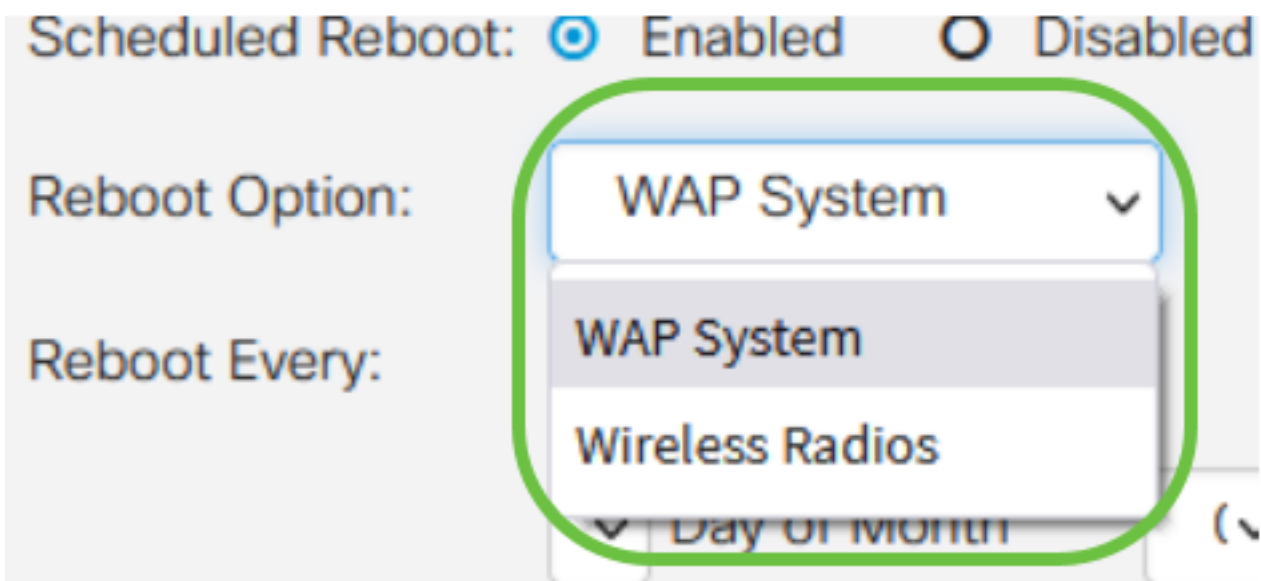 Scheduled Reboot: Enabled Disabled
Reboot Option: WAP System
WAP System
Reboot Every:
Wireless Radios
Day of Month